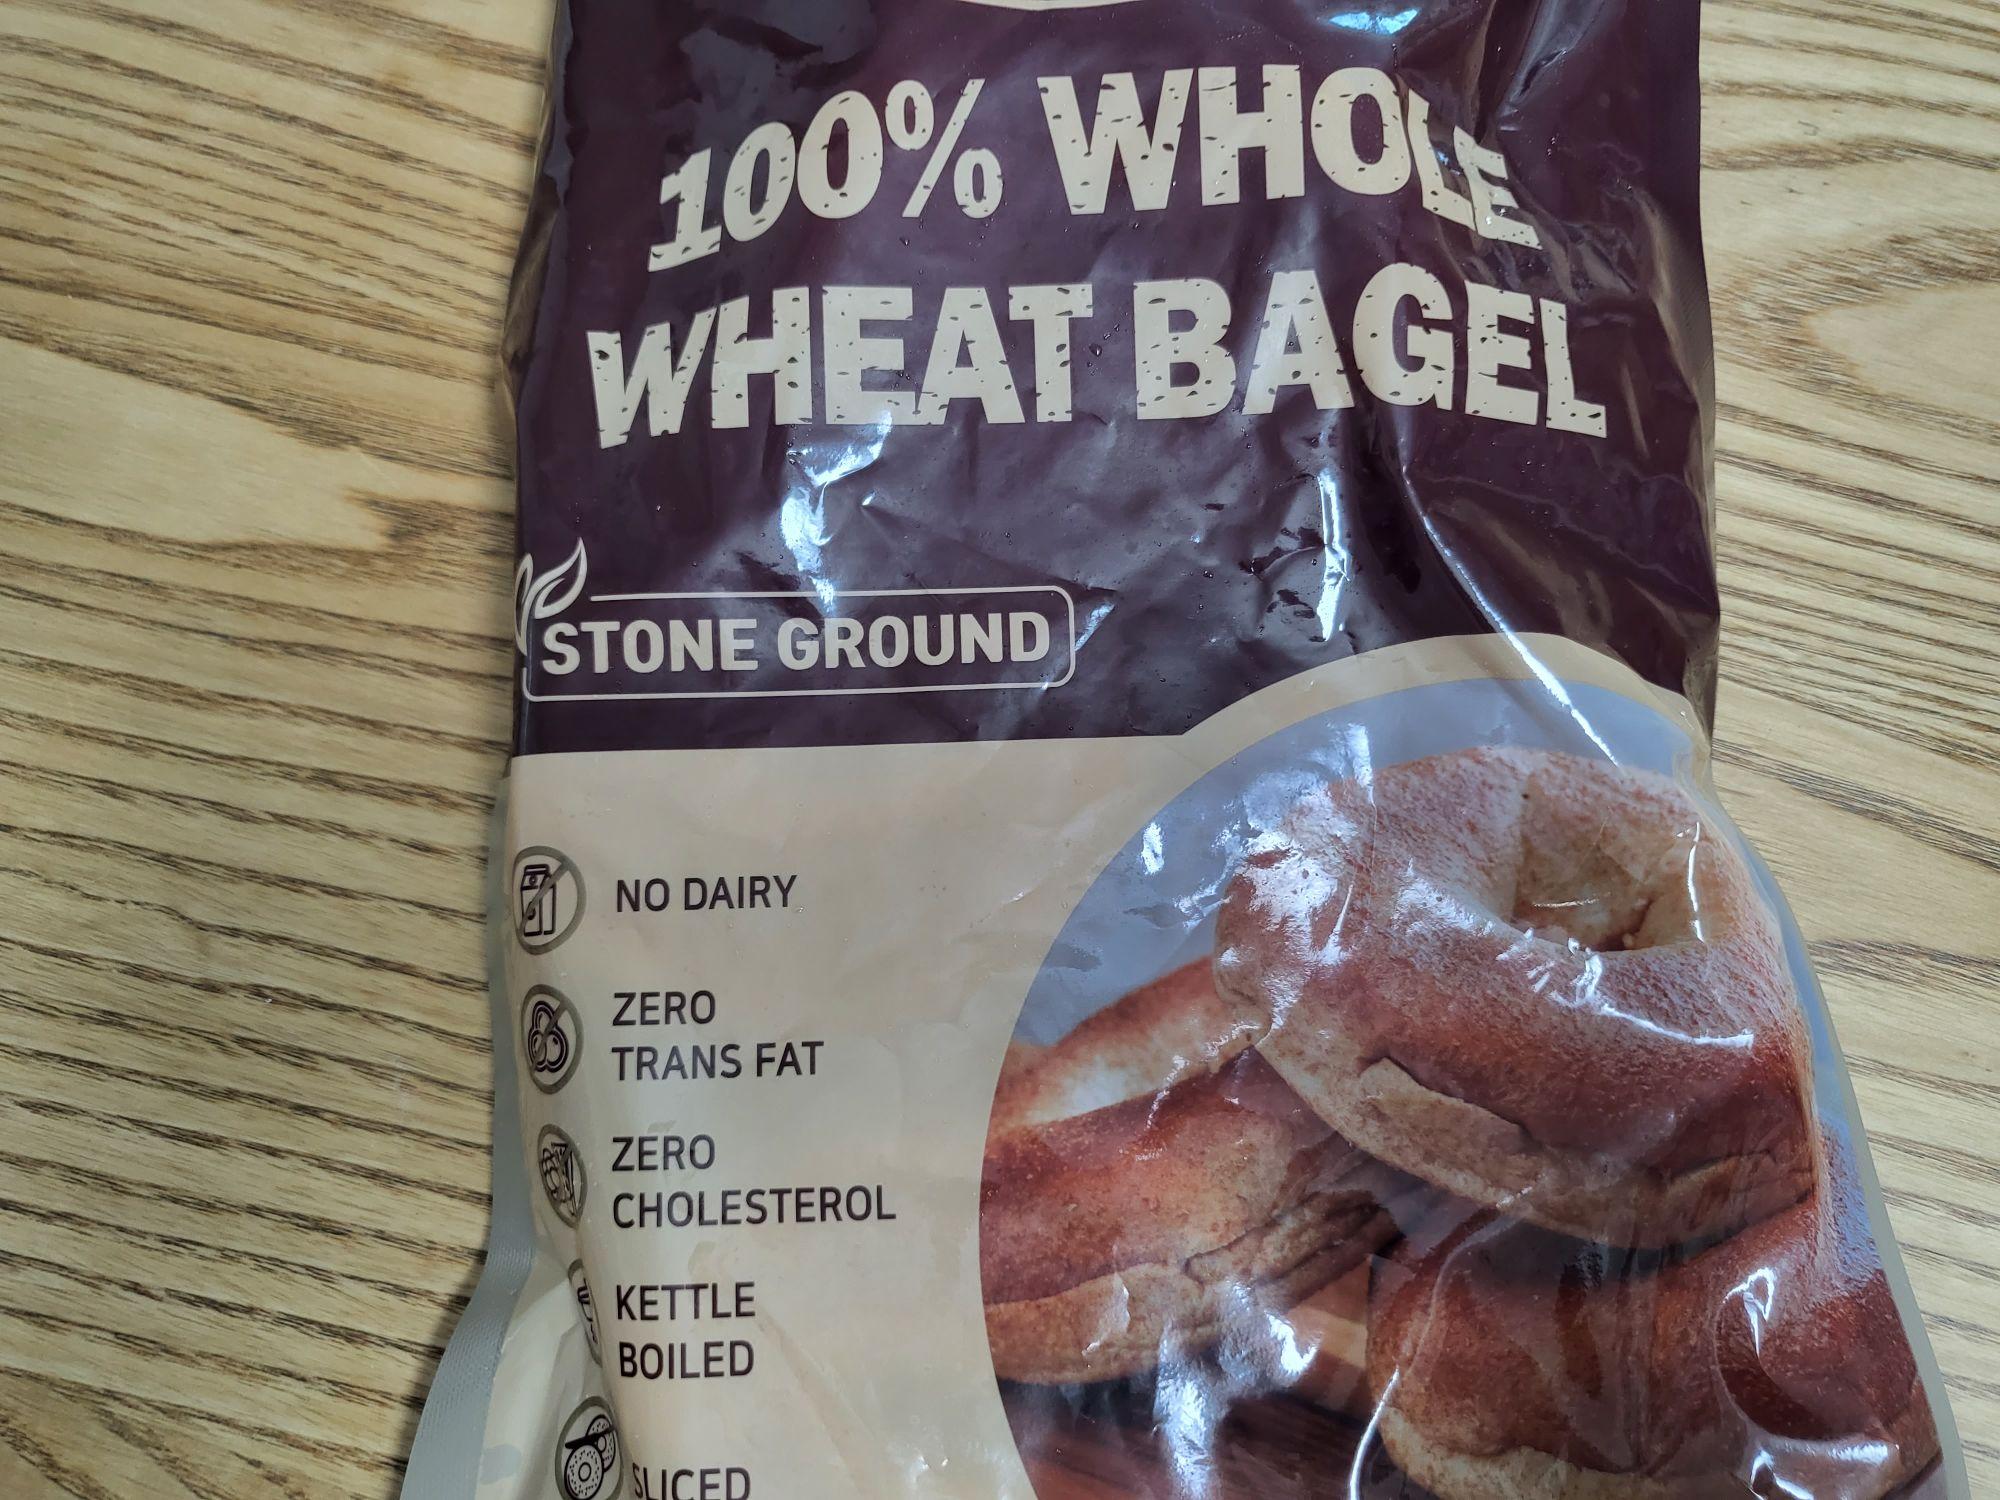 100% WHOLE
WHEAT BAGEL
STONE GROUND
NO DAIRY
ZERO
TRANS FAT
ZERO
CHOLESTEROL
KETTLE
BOILED
SLICED